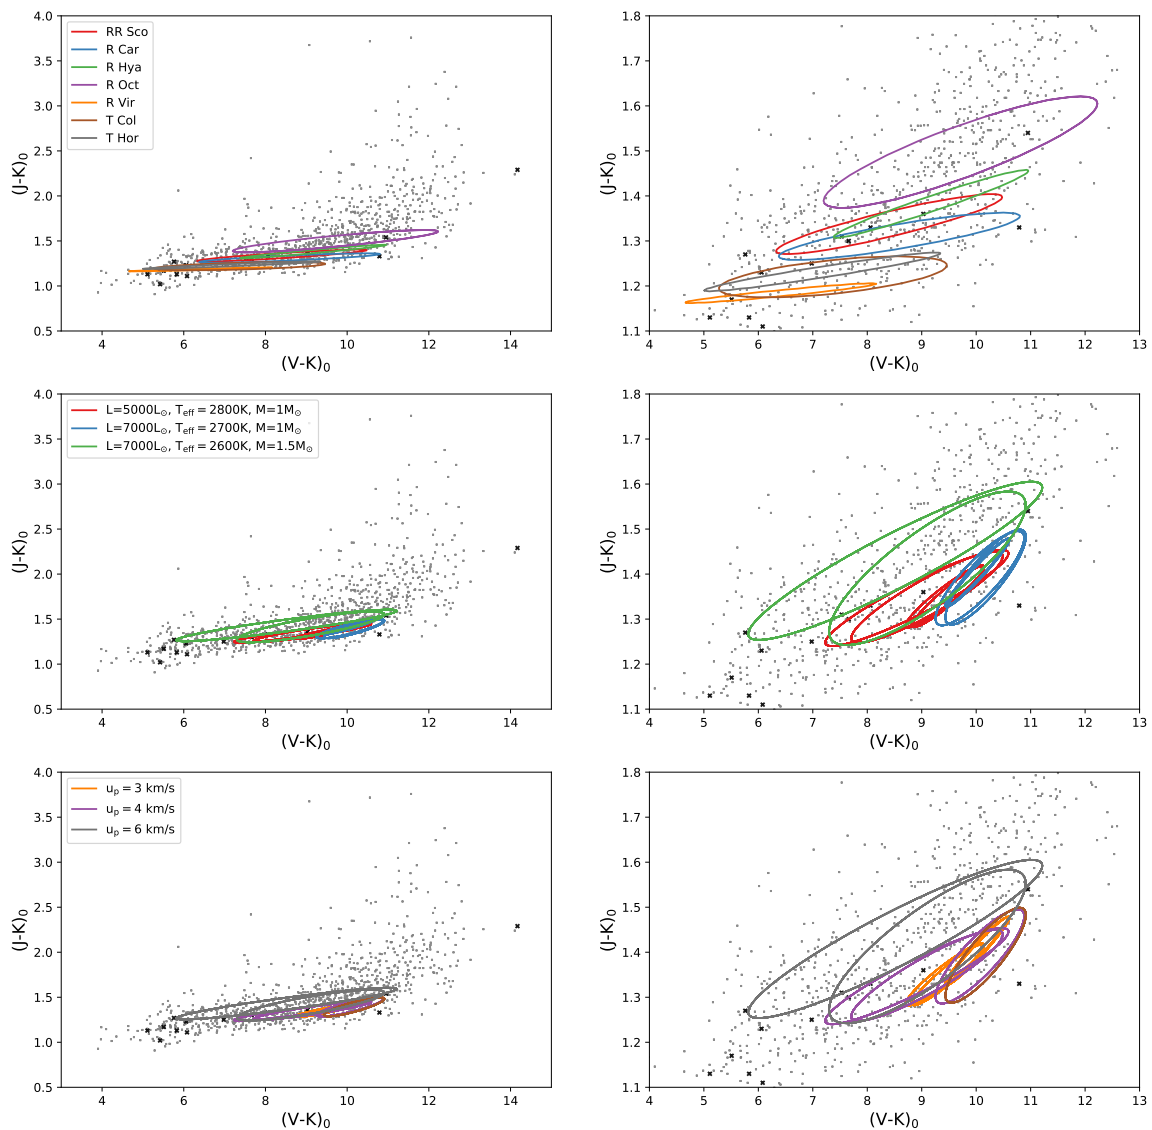 4.0
3.5
3.0
2.5
2.0
1.5
1.0
0.5
(J-K)₀
RR Sco
R Car
R Hya
R Oct
R Vir
T Col
T Hor
4 6 8 10 12 14
(V-K)₀
1.8
1.7
1.6
1.5
1.4
1.3
1.2
1.1
(J-K)₀
4 5 6 7 8 9 10 11 12 13
(V-K)₀
4.0
3.5
3.0
2.5
2.0
1.5
1.0
0.5
(J-K)₀
L=5000L☉, T_eff = 2800K, M=1M☉
L=7000L☉, T_eff = 2700K, M=1M☉
L=7000L☉, T_eff = 2600K, M=1.5M☉
4 6 8 10 12 14
(V-K)₀
1.8
1.7
1.6
1.5
1.4
1.3
1.2
1.1
(J-K)₀
4 5 6 7 8 9 10 11 12 13
(V-K)₀
4.0
3.5
3.0
2.5
2.0
1.5
1.0
0.5
(J-K)₀
u_p = 3 km/s
u_p = 4 km/s
u_p = 6 km/s
4 6 8 10 12 14
(V-K)₀
1.8
1.7
1.6
1.5
1.4
1.3
1.2
1.1
(J-K)₀
4 5 6 7 8 9 10 11 12 13
(V-K)₀